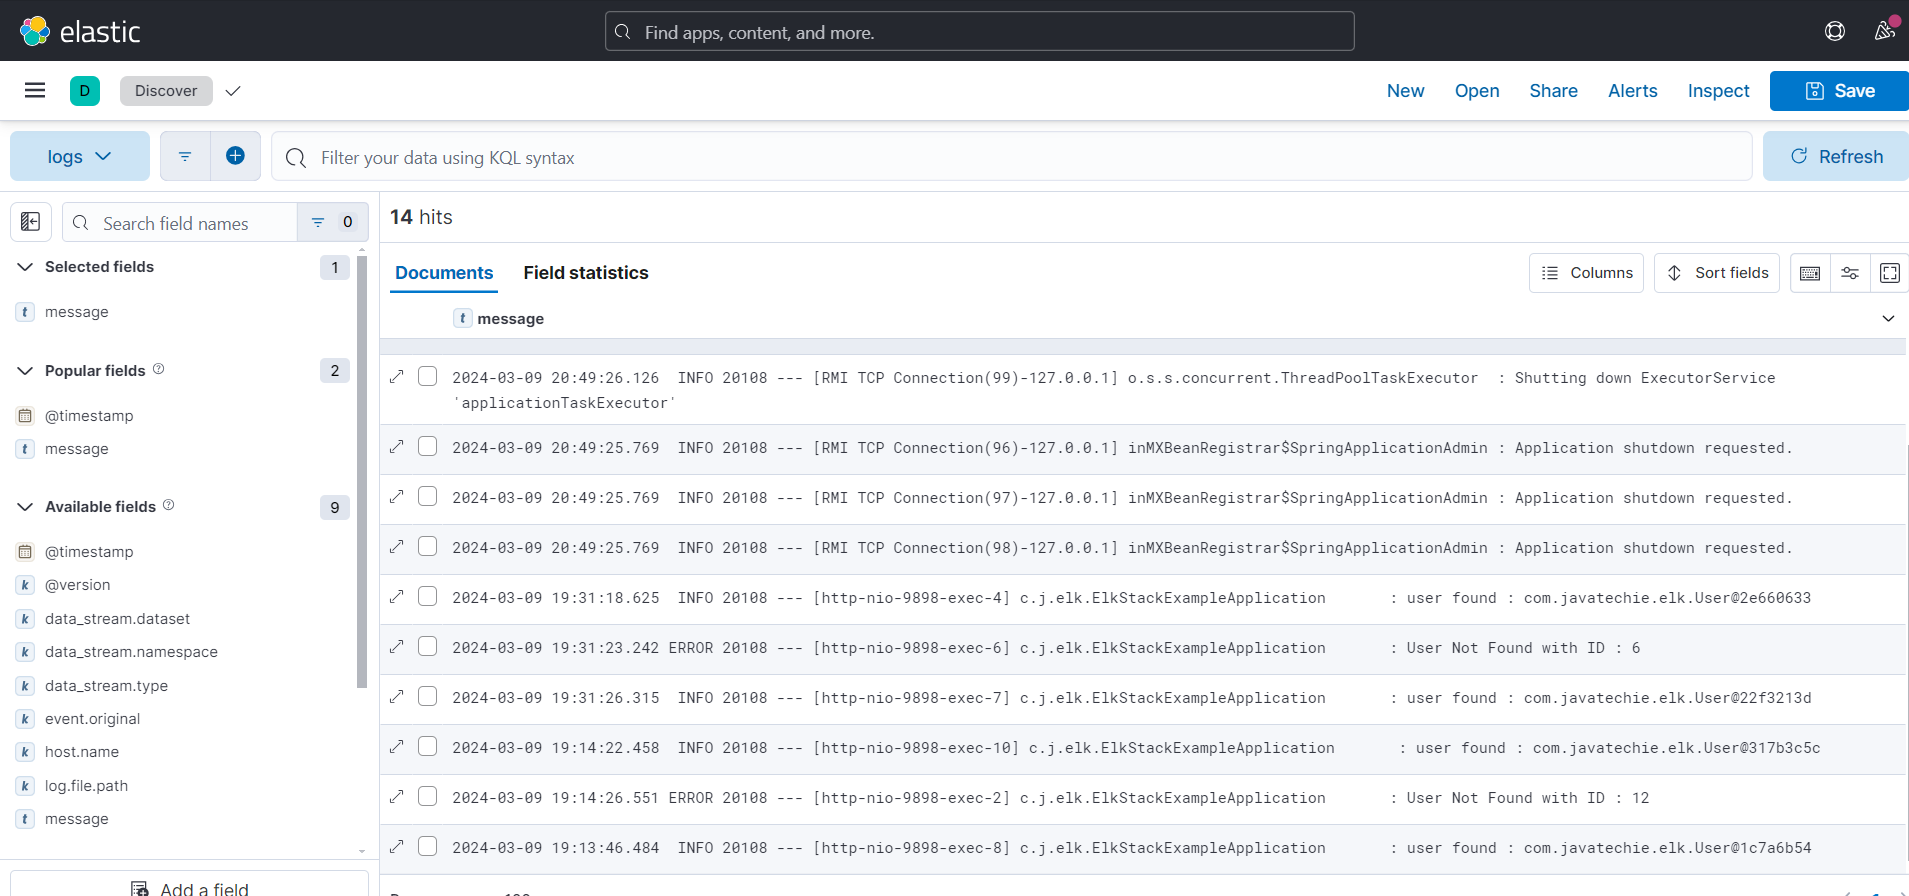 elastic
Find apps, content, and more.
D
Discover
New
Open
Share
Alerts
Inspect
Save
logs
Filter your data using KQL syntax
Refresh
Search field names
0
14 hits
Selected fields
1
Documents
Field statistics
Columns
Sort fields
t message
t message
Popular fields
2
2024-03-09 20:49:26.126  INFO 20108 --- [RMI TCP Connection(99)-127.0.0.1] o.s.s.concurrent.ThreadPoolTaskExecutor  : Shutting down ExecutorService
'applicationTaskExecutor'
@timestamp
t message
2024-03-09 20:49:25.769  INFO 20108 --- [RMI TCP Connection(96)-127.0.0.1] inMXBeanRegistrar$SpringApplicationAdmin : Application shutdown requested.
2024-03-09 20:49:25.769  INFO 20108 --- [RMI TCP Connection(97)-127.0.0.1] inMXBeanRegistrar$SpringApplicationAdmin : Application shutdown requested.
Available fields
9
2024-03-09 20:49:25.769  INFO 20108 --- [RMI TCP Connection(98)-127.0.0.1] inMXBeanRegistrar$SpringApplicationAdmin : Application shutdown requested.
@timestamp
k @version
2024-03-09 19:31:18.625  INFO 20108 --- [http-nio-9898-exec-4] c.j.elk.ElkStackExampleApplication       : user found : com.javatechie.elk.User@2e660633
k data_stream.dataset
k data_stream.namespace
2024-03-09 19:31:23.242 ERROR 20108 --- [http-nio-9898-exec-6] c.j.elk.ElkStackExampleApplication       : User Not Found with ID : 6
k data_stream.type
2024-03-09 19:31:26.315  INFO 20108 --- [http-nio-9898-exec-7] c.j.elk.ElkStackExampleApplication       : user found : com.javatechie.elk.User@22f3213d
k event.original
k host.name
2024-03-09 19:14:22.458  INFO 20108 --- [http-nio-9898-exec-10] c.j.elk.ElkStackExampleApplication       : user found : com.javatechie.elk.User@317b3c5c
k log.file.path
2024-03-09 19:14:26.551 ERROR 20108 --- [http-nio-9898-exec-2] c.j.elk.ElkStackExampleApplication       : User Not Found with ID : 12
t message
2024-03-09 19:13:46.484  INFO 20108 --- [http-nio-9898-exec-8] c.j.elk.ElkStackExampleApplication       : user found : com.javatechie.elk.User@1c7a6b54
Add a field